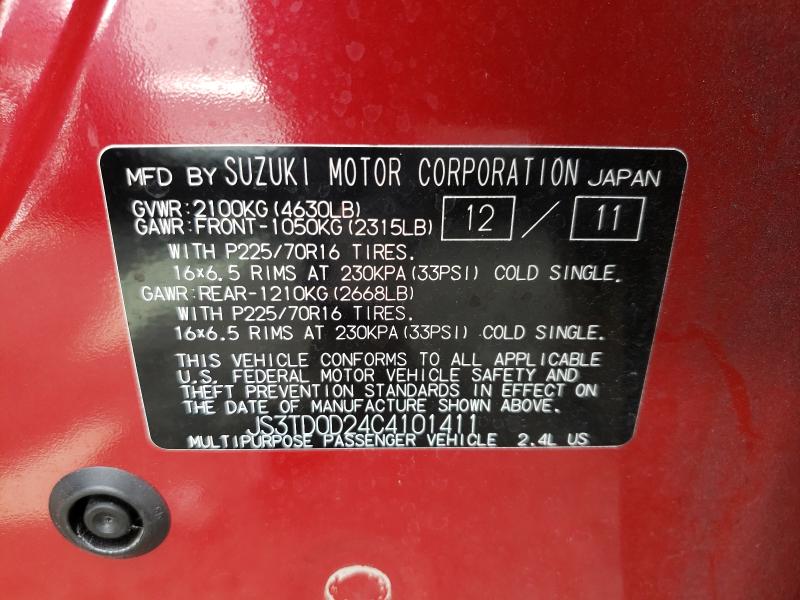 MFD BY SUZUKI MOTOR CORPORATION JAPAN
GVWR:2100KG(4630LB) 12 / 11
GAWR:FRONT-1050KG(2315LB)
WITH P225/70R16 TIRES.
16x6.5 RIMS AT 230KPA(33PSI) COLD SINGLE.
GAWR:REAR-1210KG(2668LB)
WITH P225/70R16 TIRES.
16x6.5 RIMS AT 230KPA(33PSI) COLD SINGLE.
THIS VEHICLE CONFORMS TO ALL APPLICABLE
U.S. FEDERAL MOTOR VEHICLE SAFETY AND
THEFT PREVENTION STANDARDS IN EFFECT ON
THE DATE OF MANUFACTURE SHOWN ABOVE.
JS3TD0D24C4101411
MULTIPURPOSE PASSENGER VEHICLE 2.4L US